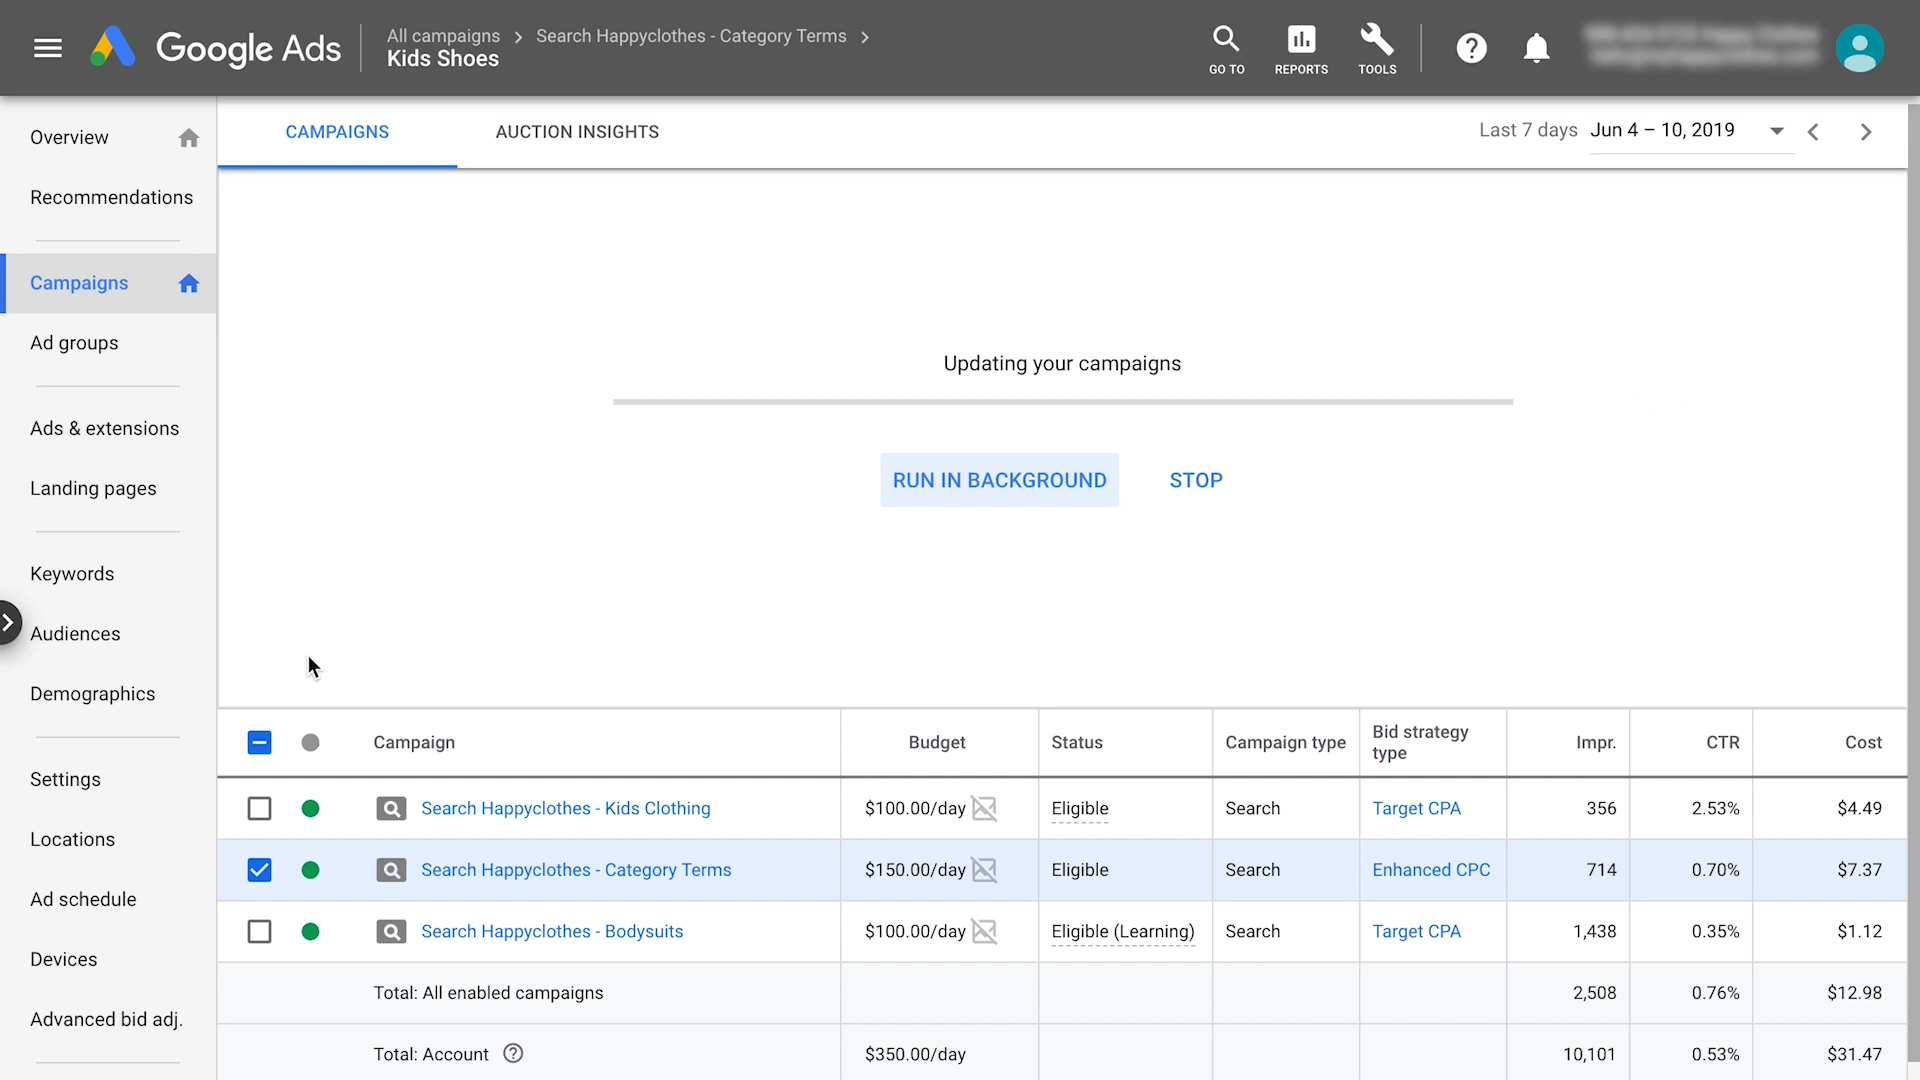 Google Ads
All campaigns > Search Happyclothes - Category Terms >
Kids Shoes
GO TO
REPORTS
TOOLS
Overview
Recommendations
Campaigns
Ad groups
Ads & extensions
Landing pages
Keywords
Audiences
Demographics
Settings
Locations
Ad schedule
Devices
Advanced bid adj.
CAMPAIGNS AUCTION INSIGHTS
Last 7 days Jun 4 – 10, 2019
Updating your campaigns
RUN IN BACKGROUND STOP
Campaign Budget Status Campaign type Bid strategy type Impr. CTR Cost
Search Happyclothes - Kids Clothing $100.00/day Eligible Search Target CPA 356 2.53% $4.49
Search Happyclothes - Category Terms $150.00/day Eligible Search Enhanced CPC 714 0.70% $7.37
Search Happyclothes - Bodysuits $100.00/day Eligible (Learning) Search Target CPA 1,438 0.35% $1.12
Total: All enabled campaigns 2,508 0.76% $12.98
Total: Account $350.00/day 10,101 0.53% $31.47